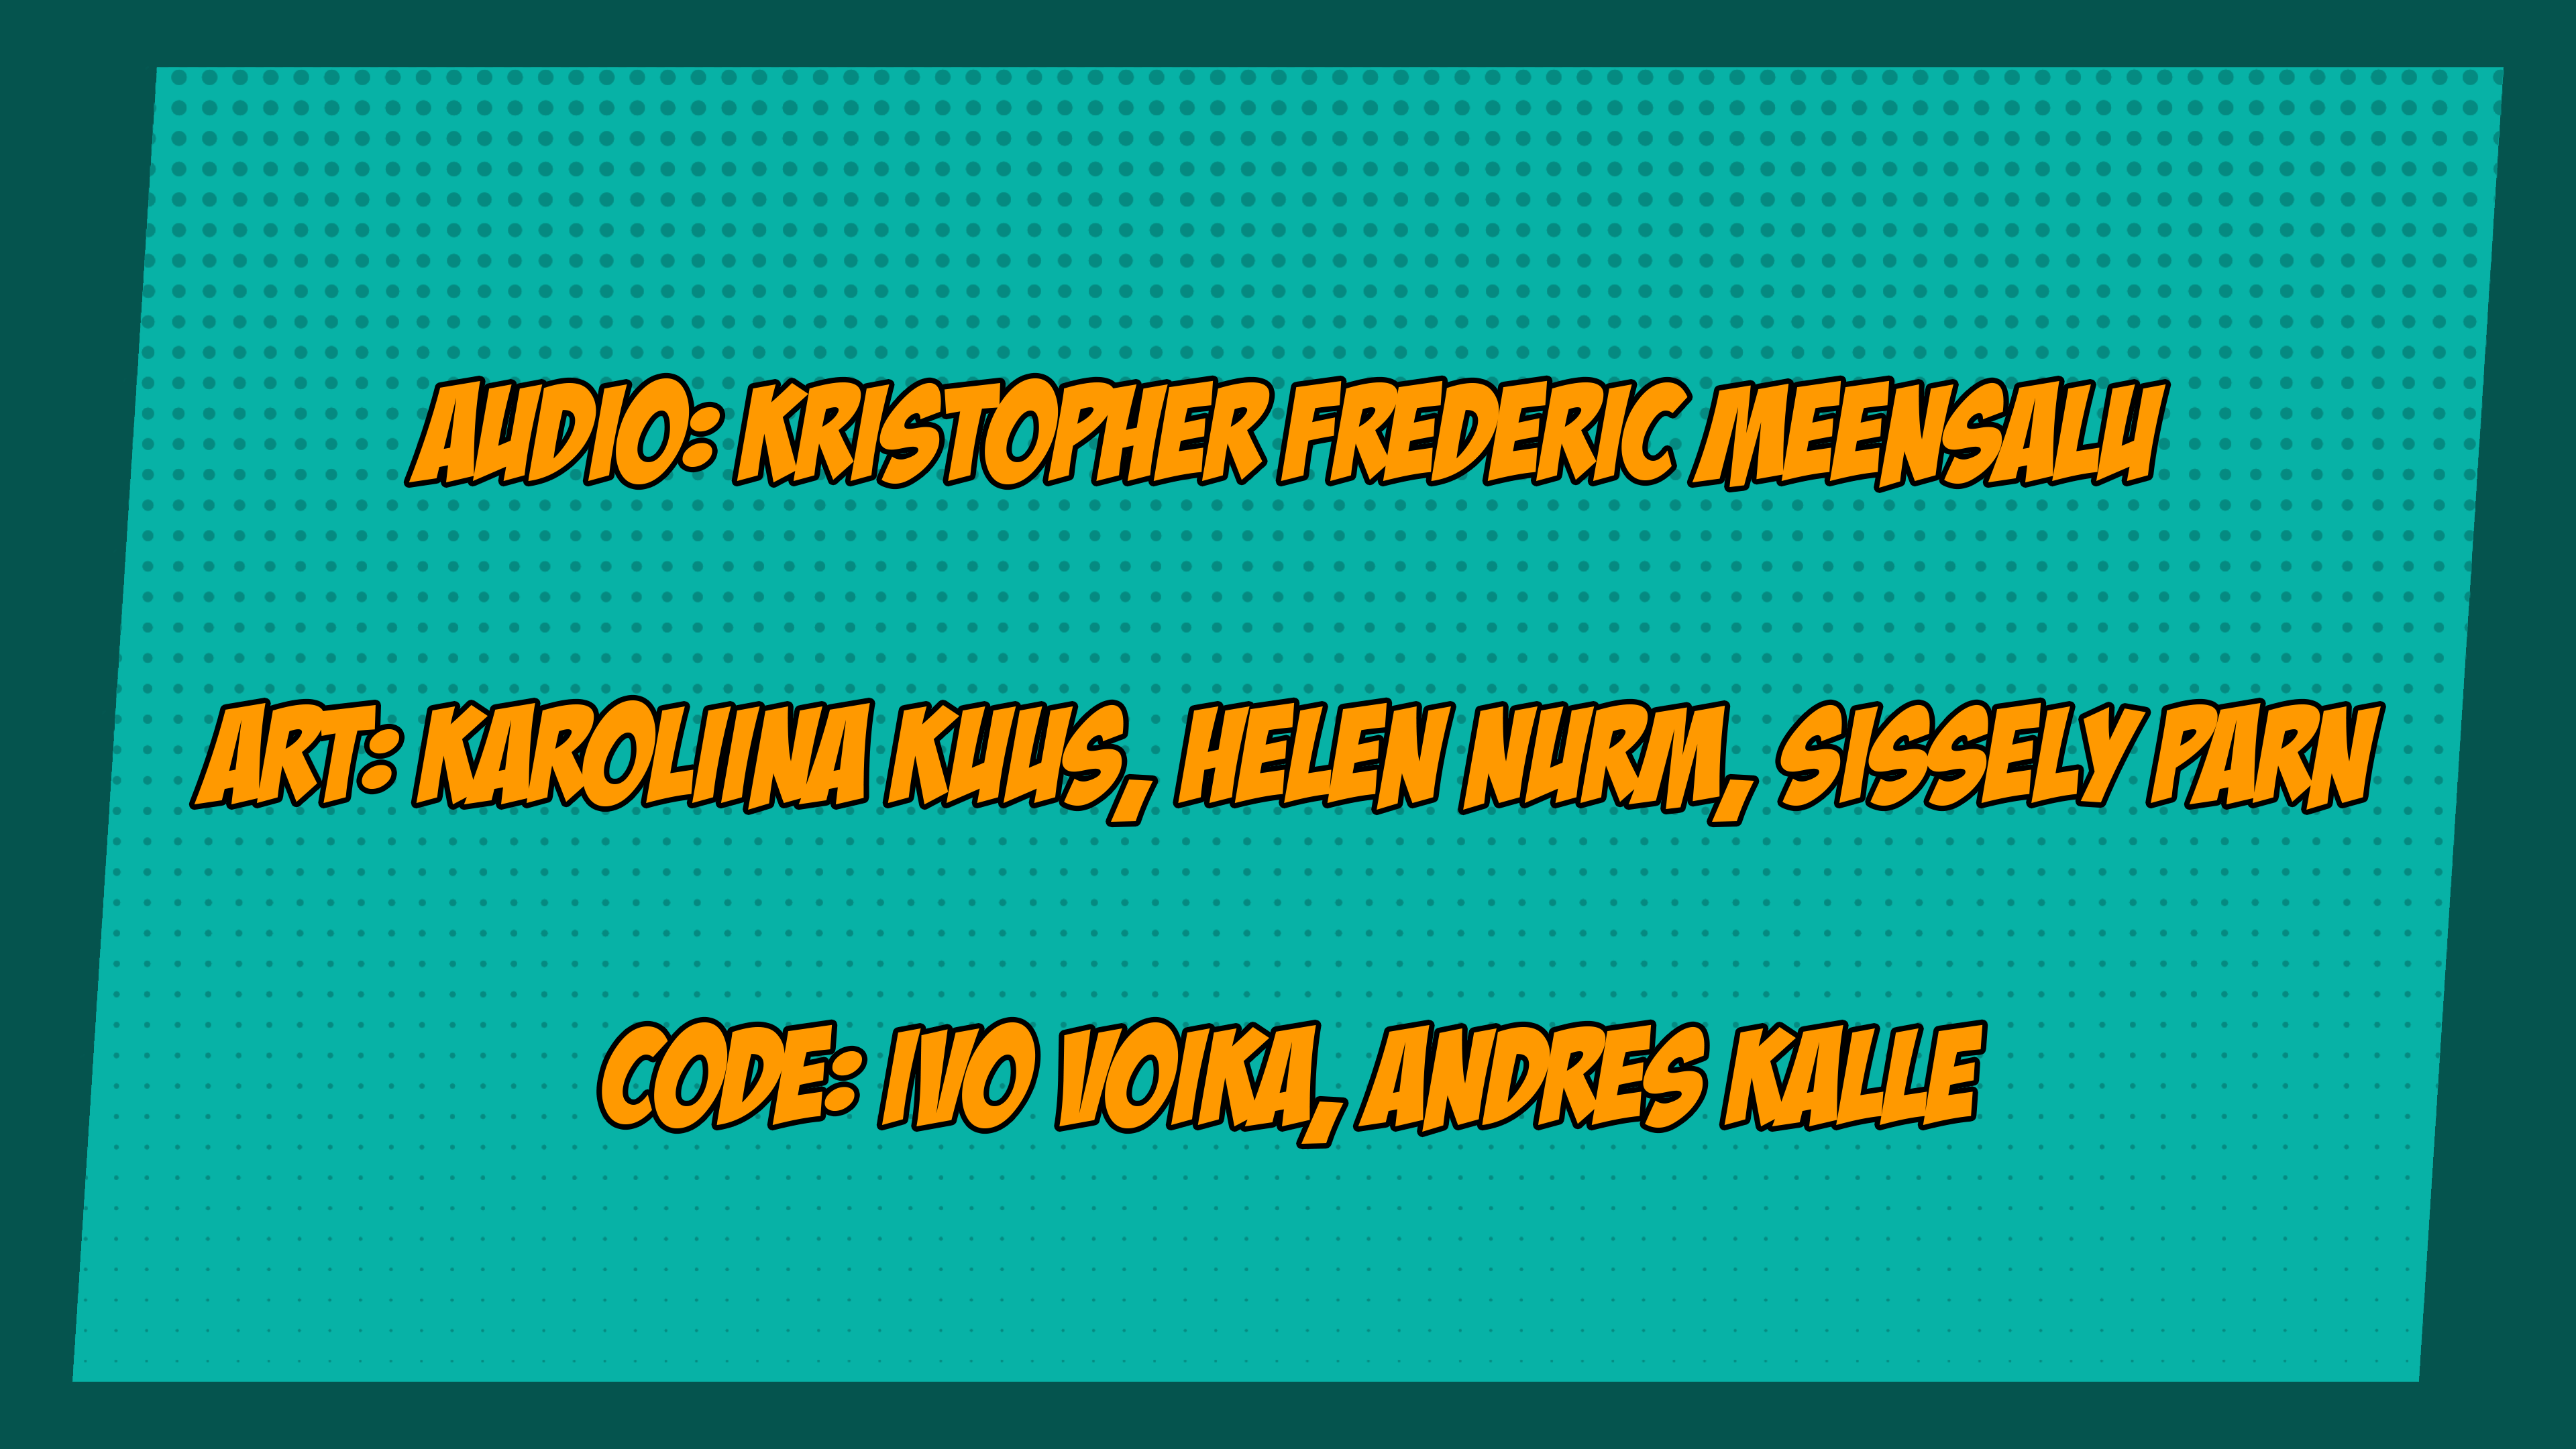 AUDIO: KRISTOPHER FREDERIC MEENSALU
ART: KAROLIINA KUUS, HELEN NURM, SISSELY PARN
CODE: IVO VOIKA, ANDRES KALLE